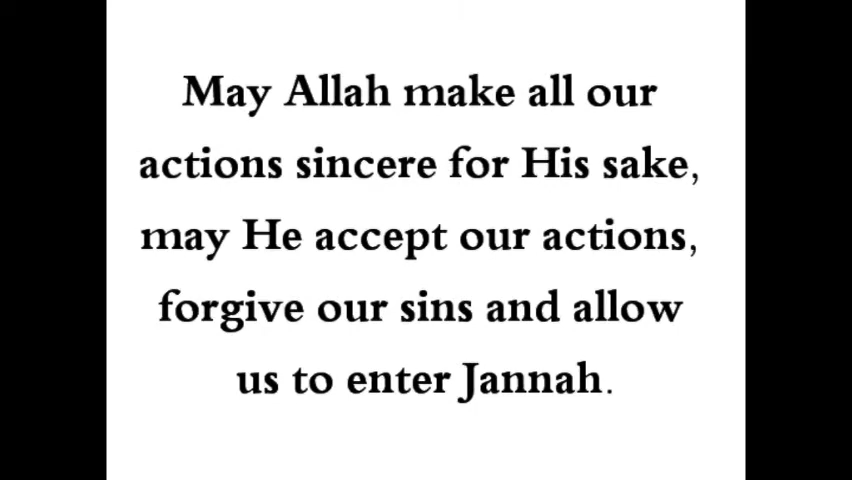 May Allah make all our
actions sincere for His sake,
may He accept our actions,
forgive our sins and allow
us to enter Jannah.